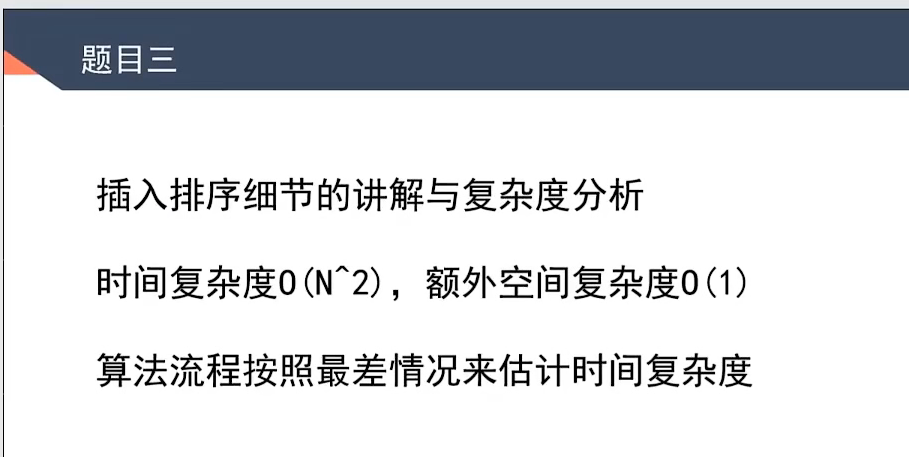 题目三
插入排序细节的讲解与复杂度分析
时间复杂度O(N^2)，额外空间复杂度O(1)
算法流程按照最差情况来估计时间复杂度